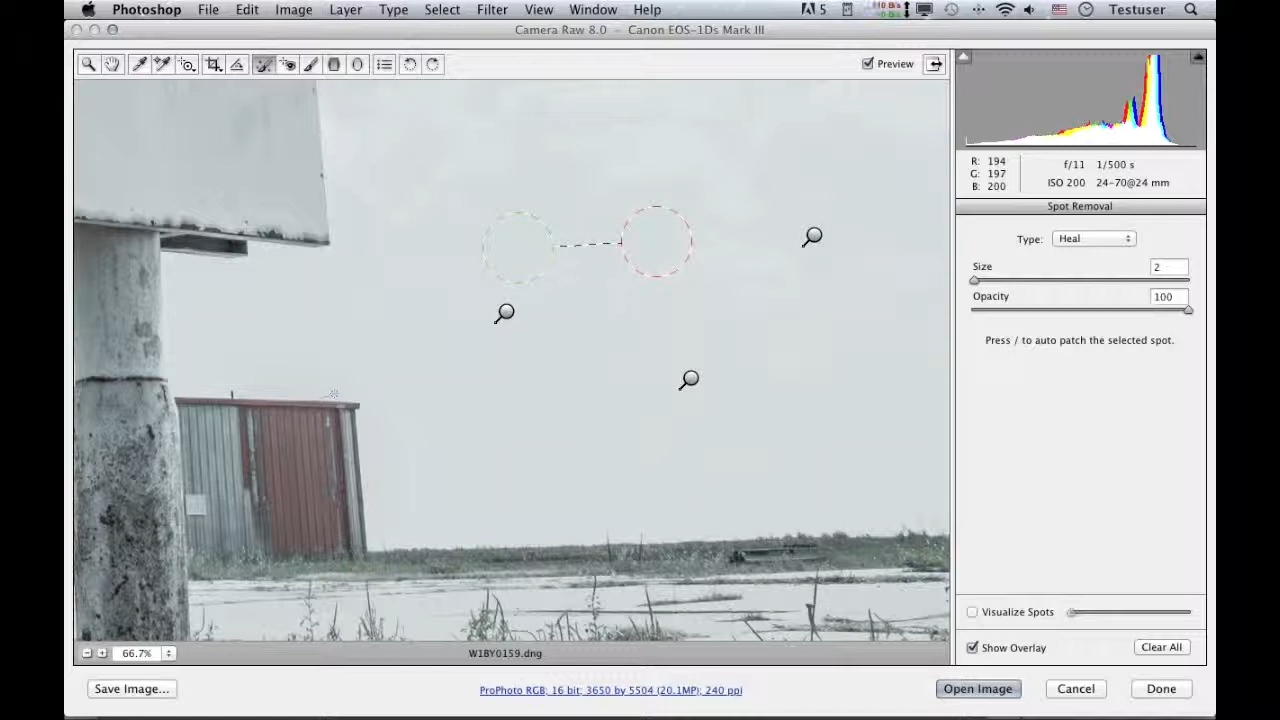 Photoshop File Edit Image Layer Type Select Filter Analysis View Window Help 5 Testuser
Camera Raw 8.0 – Canon EOS-1Ds Mark III
Preview
R: 194
G: 197
B: 200
f/11 1/500 s
ISO 200 24-70@24 mm
Spot Removal
Type: Heal
Size 2
Opacity 100
Press / to auto patch the selected spot.
Visualize Spots
Show Overlay Clear All
66.7% W1BY0159.dng
Save Image... ProPhoto RGB; 16 bit; 3650 by 5504 (20.1MP); 240 ppi Open Image Cancel Done